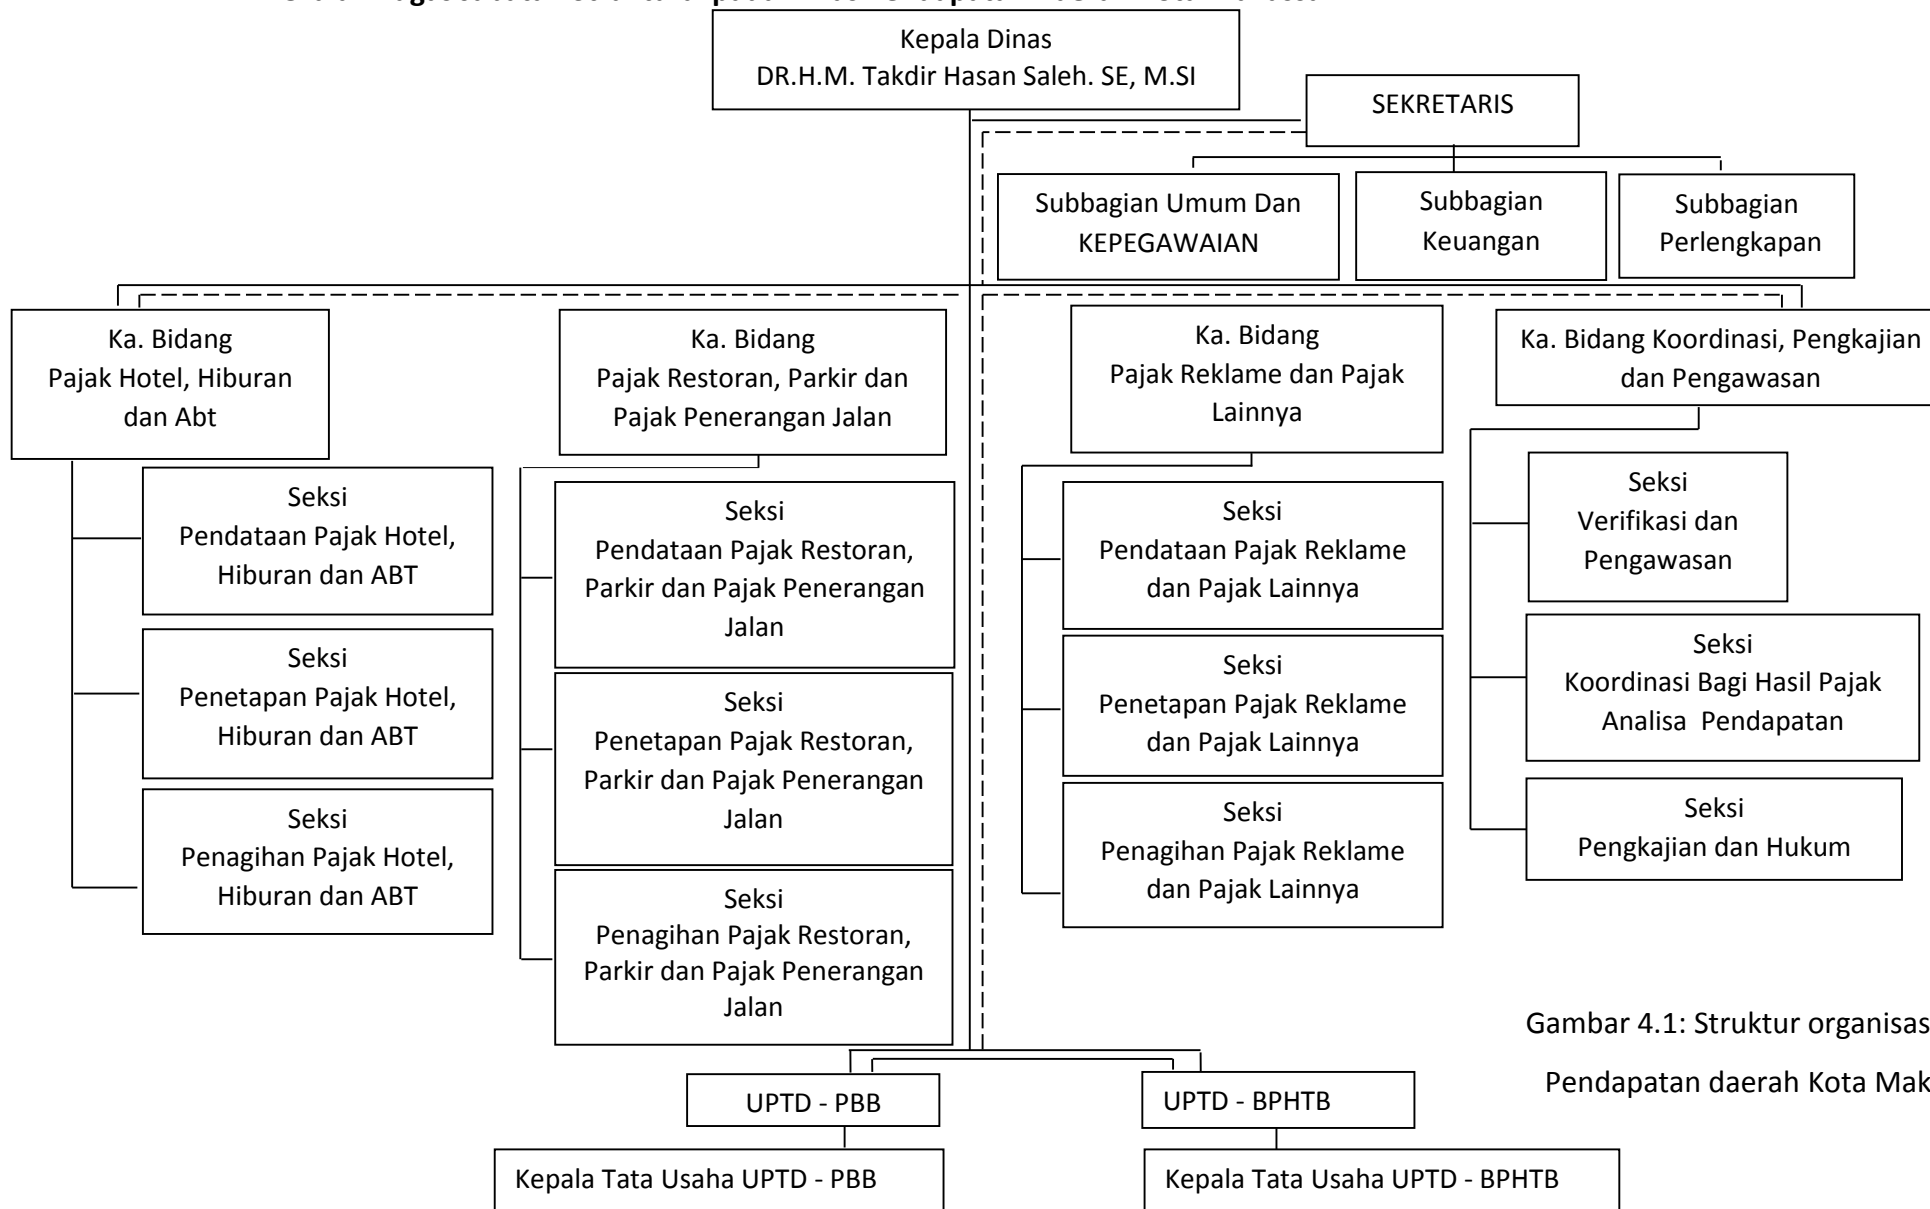 Kepala Dinas
DR.H.M. Takdir Hasan Saleh. SE, M.SI
SEKRETARIS
Subbagian Umum Dan
KEPEGAWAIAN
Subbagian
Keuangan
Subbagian
Perlengkapan
Ka. Bidang
Pajak Hotel, Hiburan
dan Abt
Ka. Bidang
Pajak Restoran, Parkir dan
Pajak Penerangan Jalan
Ka. Bidang
Pajak Reklame dan Pajak
Lainnya
Ka. Bidang Koordinasi, Pengkajian
dan Pengawasan
Seksi
Pendataan Pajak Hotel,
Hiburan dan ABT
Seksi
Penetapan Pajak Hotel,
Hiburan dan ABT
Seksi
Penagihan Pajak Hotel,
Hiburan dan ABT
Seksi
Pendataan Pajak Restoran,
Parkir dan Pajak Penerangan
Jalan
Seksi
Penetapan Pajak Restoran,
Parkir dan Pajak Penerangan
Jalan
Seksi
Penagihan Pajak Restoran,
Parkir dan Pajak Penerangan
Jalan
Seksi
Pendataan Pajak Reklame
dan Pajak Lainnya
Seksi
Penetapan Pajak Reklame
dan Pajak Lainnya
Seksi
Penagihan Pajak Reklame
dan Pajak Lainnya
Seksi
Verifikasi dan
Pengawasan
Seksi
Koordinasi Bagi Hasil Pajak
Analisa Pendapatan
Seksi
Pengkajian dan Hukum
Gambar 4.1: Struktur organisas
Pendapatan daerah Kota Mak
UPTD - PBB
UPTD - BPHTB
Kepala Tata Usaha UPTD - PBB
Kepala Tata Usaha UPTD - BPHTB